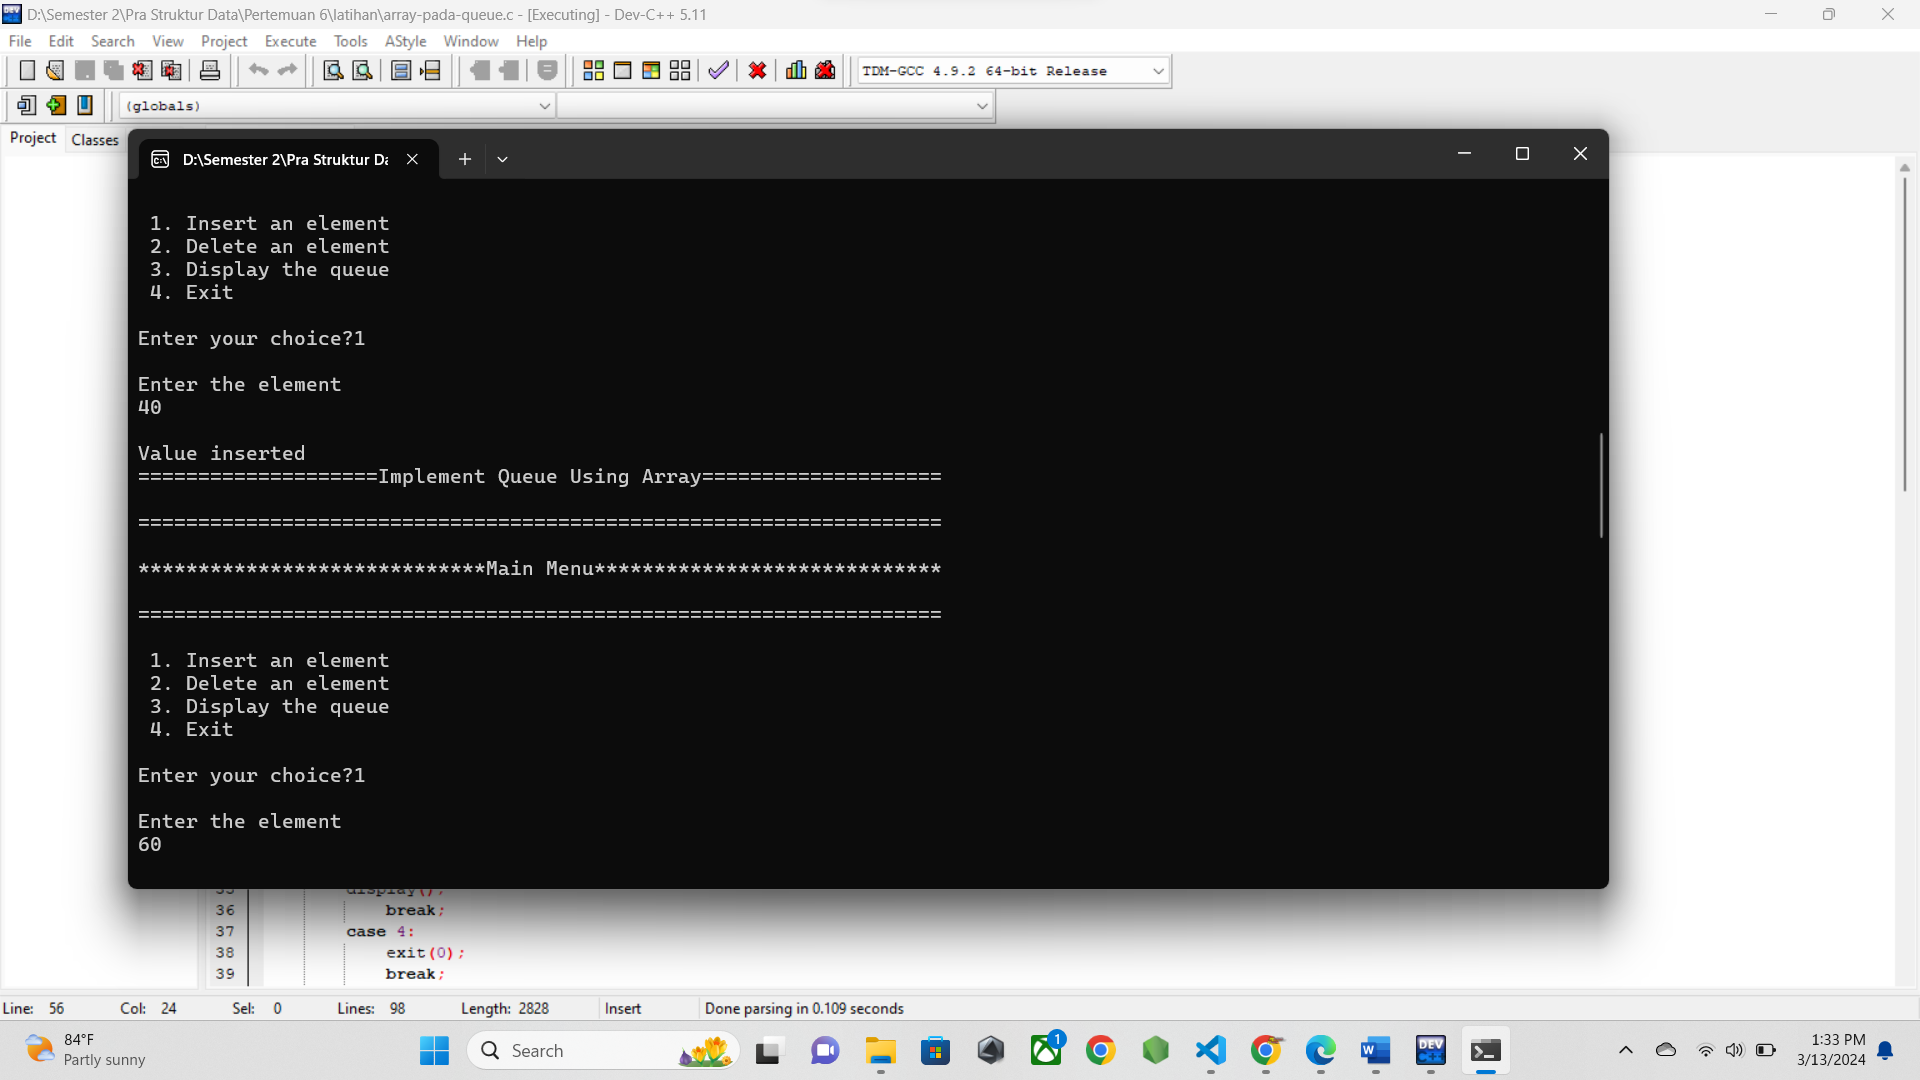 D:\Semester 2\Pra Struktur Data\Pertemuan 6\latihan\array-pada-queue.c - [Executing] - Dev-C++ 5.11
File Edit Search View Project Execute Tools AStyle Window Help
TDM-GCC 4.9.2 64-bit Release
(globals)
Project Classes
D:\Semester 2\Pra Struktur Da
1. Insert an element
2. Delete an element
3. Display the queue
4. Exit
Enter your choice?1
Enter the element
40
Value inserted
====================Implement Queue Using Array====================
===================================================================
*****************************Main Menu*****************************
===================================================================
1. Insert an element
2. Delete an element
3. Display the queue
4. Exit
Enter your choice?1
Enter the element
60
35 display();
36 break;
37 case 4:
38 exit(0);
39 break;
Line: 56 Col: 24 Sel: 0 Lines: 98 Length: 2828 Insert Done parsing in 0.109 seconds
84°F
Partly sunny
Search
1
DEV C++
1:33 PM
3/13/2024